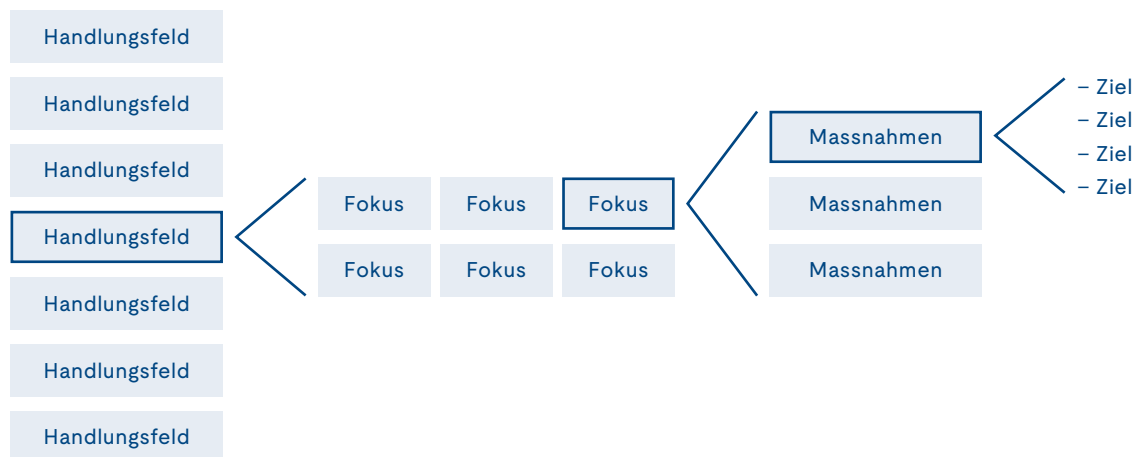 Handlungsfeld
Handlungsfeld
Handlungsfeld
Handlungsfeld
Handlungsfeld
Handlungsfeld
Handlungsfeld
Fokus Fokus Fokus
Fokus Fokus Fokus
Massnahmen
Massnahmen
Massnahmen
– Ziel
– Ziel
– Ziel
– Ziel